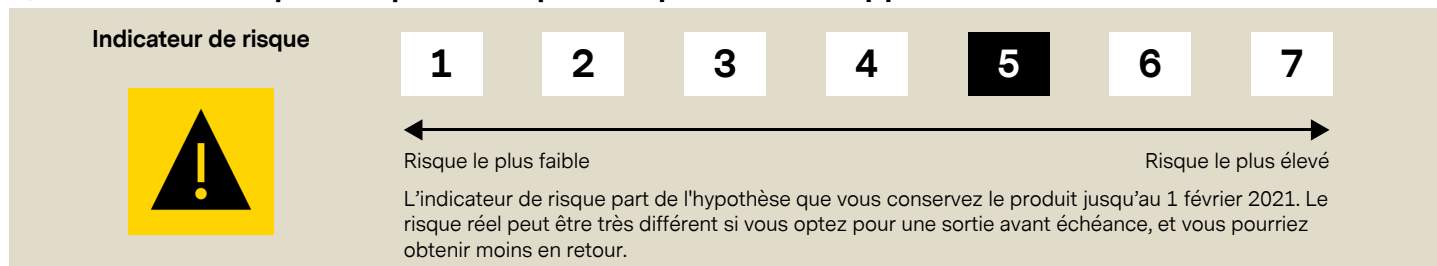 Indicateur de risque
1 2 3 4 5 6 7
Risque le plus faible Risque le plus élevé
L’indicateur de risque part de l'hypothèse que vous conservez le produit jusqu’au 1 février 2021. Le
risque réel peut être très différent si vous optez pour une sortie avant échéance, et vous pourriez
obtenir moins en retour.